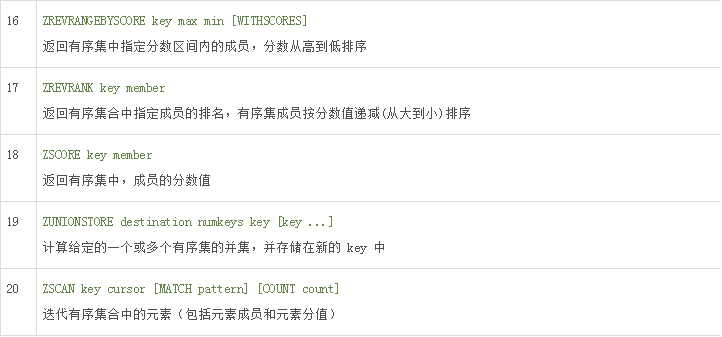 16 ZREVRANGEBYSCORE key max min [WITHSCORES]
返回有序集中指定分数区间内的成员，分数从高到低排序
17 ZREVRANK key member
返回有序集合中指定成员的排名，有序集成员按分数值递减(从大到小)排序
18 ZSCORE key member
返回有序集中，成员的分数值
19 ZUNIONSTORE destination numkeys key [key ...]
计算给定的一个或多个有序集的并集，并存储在新的 key 中
20 ZSCAN key cursor [MATCH pattern] [COUNT count]
迭代有序集合中的元素（包括元素成员和元素分值）